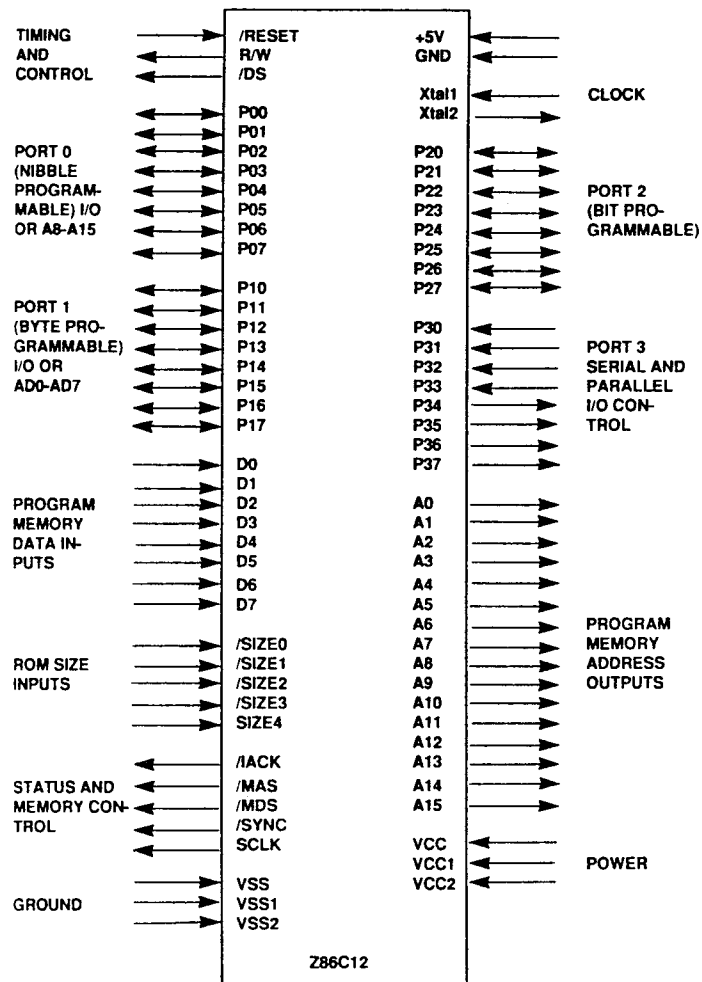 TIMING
AND
CONTROL
/RESET
R/W
/DS
PORT 0
(NIBBLE
PROGRAM-
MABLE) I/O
OR A8-A15
P00
P01
P02
P03
P04
P05
P06
P07
PORT 1
(BYTE PRO-
GRAMMABLE)
I/O OR
AD0-AD7
P10
P11
P12
P13
P14
P15
P16
P17
PROGRAM
MEMORY
DATA IN-
PUTS
D0
D1
D2
D3
D4
D5
D6
D7
ROM SIZE
INPUTS
/SIZE0
/SIZE1
/SIZE2
/SIZE3
SIZE4
STATUS AND
MEMORY CON-
TROL
/IACK
/MAS
/MDS
/SYNC
SCLK
GROUND
VSS
VSS1
VSS2
+5V
GND
Xtal1
Xtal2
CLOCK
P20
P21
P22
P23
P24
P25
P26
P27
PORT 2
(BIT PRO-
GRAMMABLE)
P30
P31
P32
P33
P34
P35
P36
P37
PORT 3
SERIAL AND
PARALLEL
I/O CON-
TROL
A0
A1
A2
A3
A4
A5
A6
A7
A8
A9
A10
A11
A12
A13
A14
A15
PROGRAM
MEMORY
ADDRESS
OUTPUTS
VCC
VCC1
VCC2
POWER
Z86C12